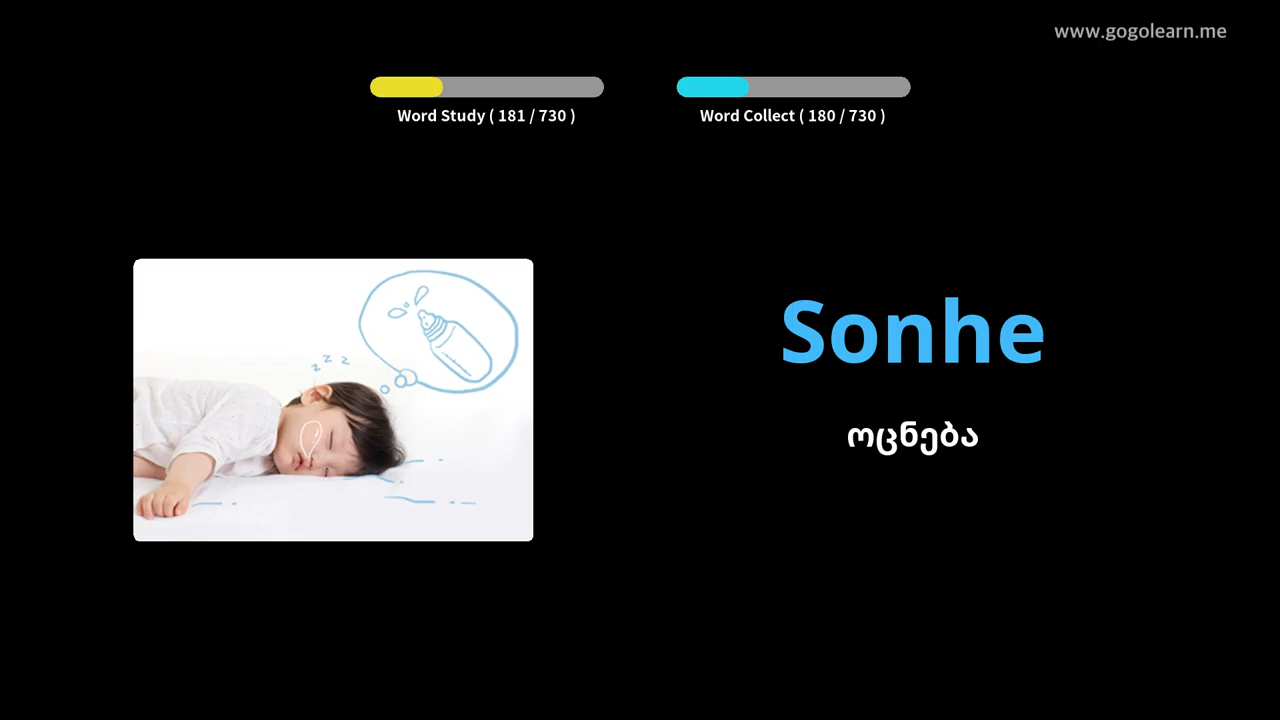 www.gogolearn.me
Word Study ( 181 / 730 )
Word Collect ( 180 / 730 )
z z z
Sonhe
ოცნება